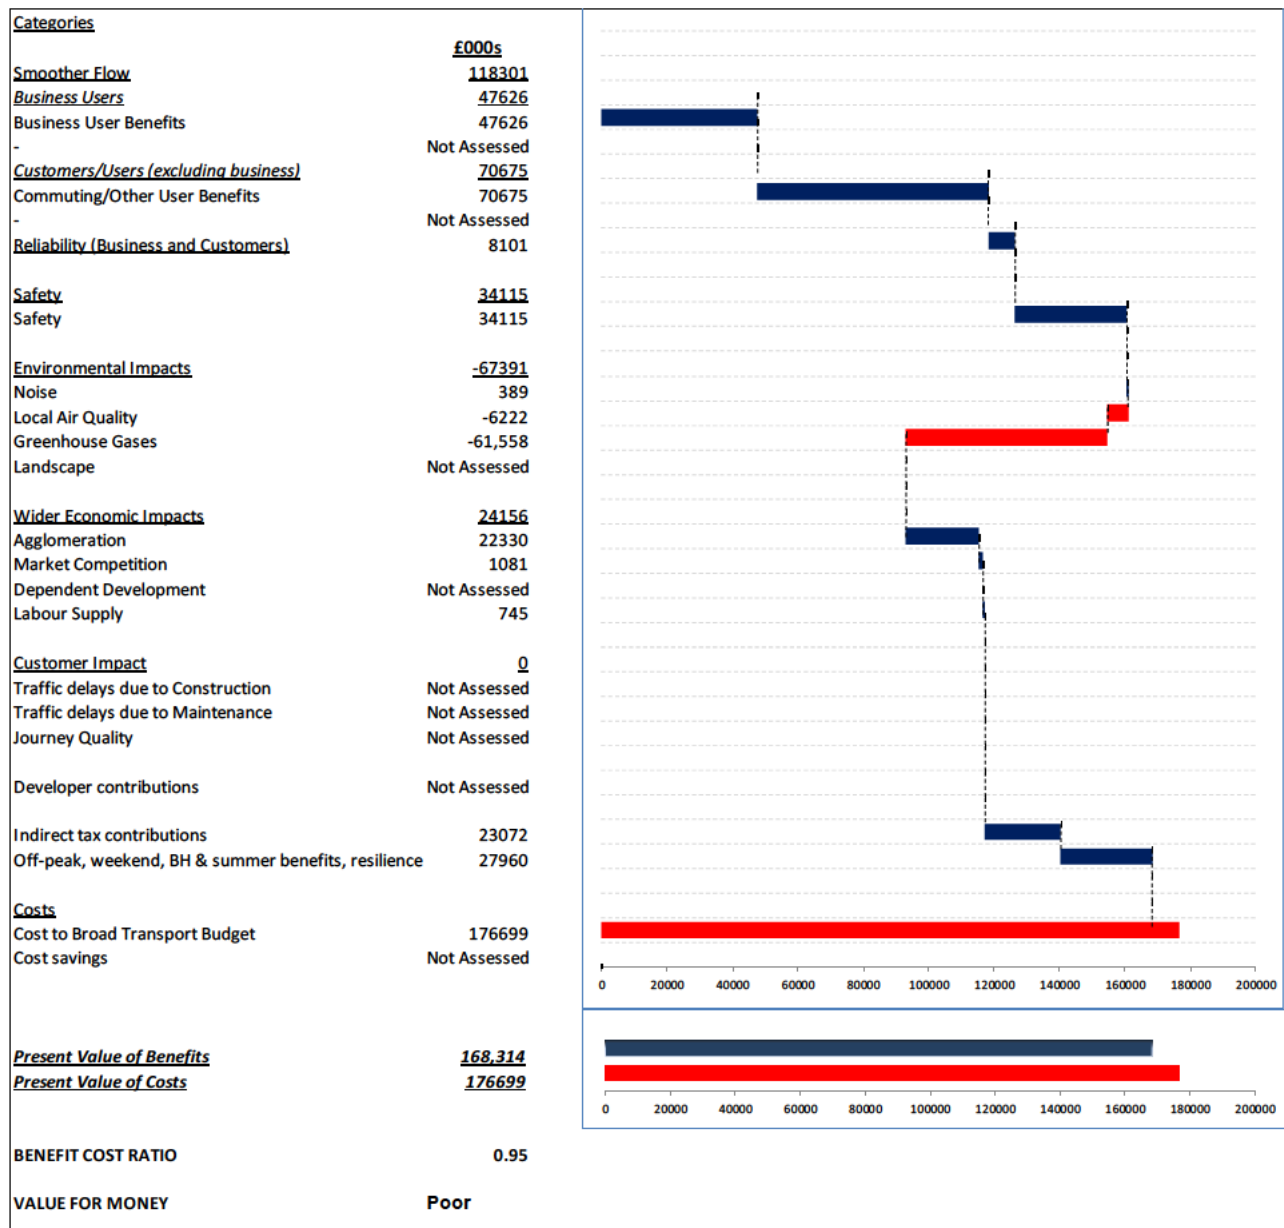 Categories
£000s
Smoother Flow 118301
Business Users 47626
Business User Benefits 47626
- Not Assessed
Customers/Users (excluding business) 70675
Commuting/Other User Benefits 70675
- Not Assessed
Reliability (Business and Customers) 8101
Safety 34115
Safety 34115
Environmental Impacts -67391
Noise 389
Local Air Quality -6222
Greenhouse Gases -61,558
Landscape Not Assessed
Wider Economic Impacts 24156
Agglomeration 22330
Market Competition 1081
Dependent Development Not Assessed
Labour Supply 745
Customer Impact 0
Traffic delays due to Construction Not Assessed
Traffic delays due to Maintenance Not Assessed
Journey Quality Not Assessed
Developer contributions Not Assessed
Indirect tax contributions 23072
Off-peak, weekend, BH & summer benefits, resilience 27960
Costs
Cost to Broad Transport Budget 176699
Cost savings Not Assessed
0 20000 40000 60000 80000 100000 120000 140000 160000 180000 200000
Present Value of Benefits 168,314
Present Value of Costs 176699
0 20000 40000 60000 80000 100000 120000 140000 160000 180000 200000
BENEFIT COST RATIO 0.95
VALUE FOR MONEY Poor